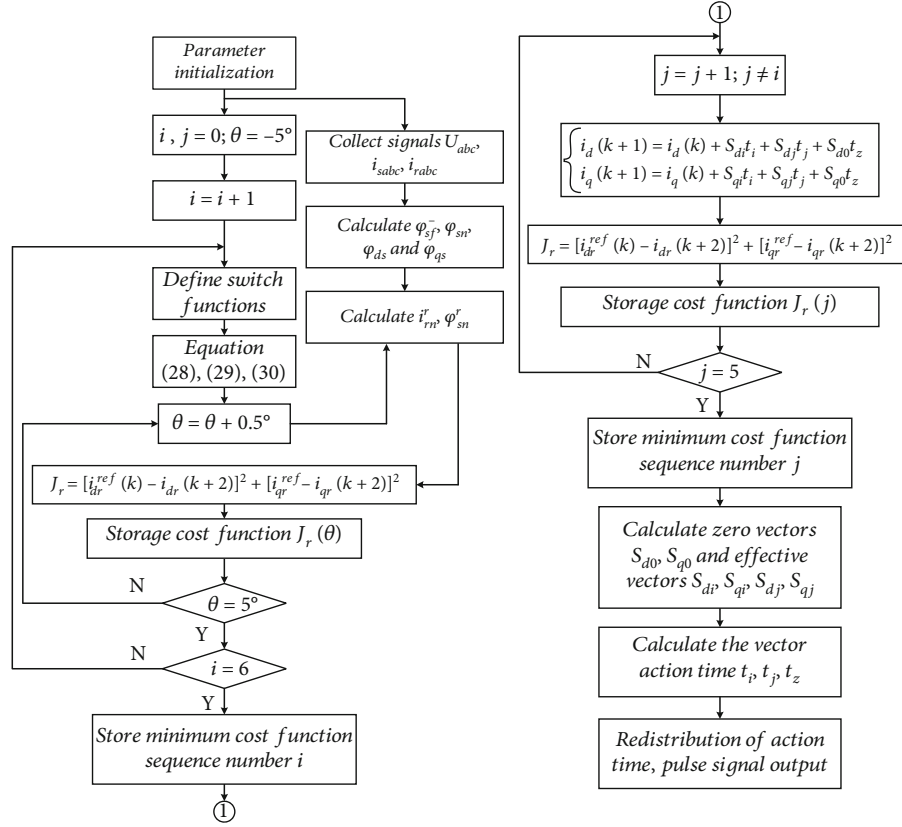 Parameter
initialization
i , j = 0; θ = –5°
i = i + 1
Define switch
functions
Equation
(28), (29), (30)
θ = θ + 0.5°
Collect signals U_abc,
i_sabc, i_rabc
Calculate φ_sf^-, φ_sn,
φ_ds and φ_qs
Calculate i_rn^r, φ_sn^r
J_r = [i_dr^ref (k) – i_dr (k + 2)]^2 + [i_qr^ref – i_qr (k + 2)]^2
Storage cost function J_r (θ)
N
θ = 5°
Y
N
i = 6
Y
Store minimum cost function
sequence number i
1
1
j = j + 1; j ≠ i
i_d (k + 1) = i_d (k) + S_di t_i + S_dj t_j + S_d0 t_z
i_q (k + 1) = i_q (k) + S_qi t_i + S_qj t_j + S_q0 t_z
J_r = [i_dr^ref (k) – i_dr (k + 2)]^2 + [i_qr^ref – i_qr (k + 2)]^2
Storage cost function J_r (j)
N
j = 5
Y
Store minimum cost function
sequence number j
Calculate zero vectors
S_d0, S_q0 and effective
vectors S_di, S_qi, S_dj, S_qj
Calculate the vector
action time t_i, t_j, t_z
Redistribution of action
time, pulse signal output